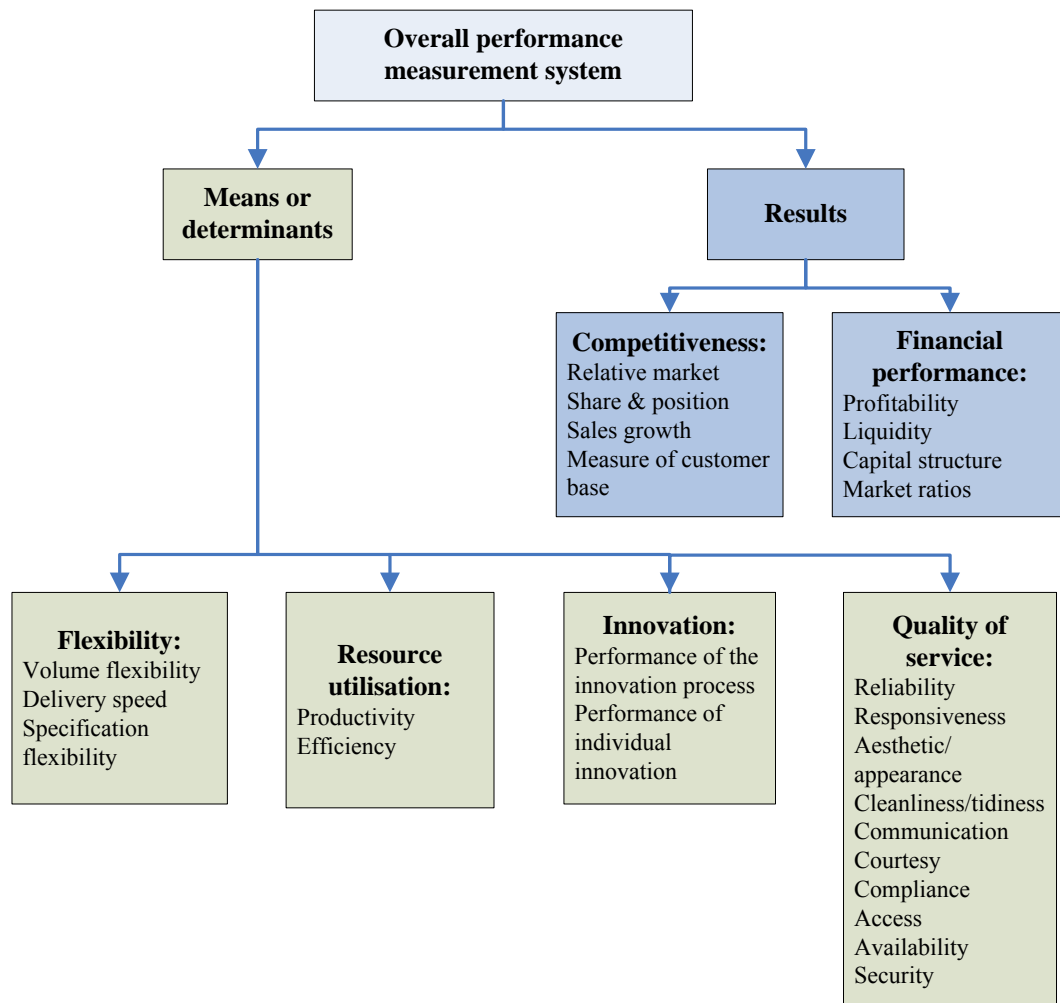 Overall performance
measurement system
Means or
determinants
Results
Competitiveness:
Relative market
Share & position
Sales growth
Measure of customer
base
Financial
performance:
Profitability
Liquidity
Capital structure
Market ratios
Flexibility:
Volume flexibility
Delivery speed
Specification
flexibility
Resource
utilisation:
Productivity
Efficiency
Innovation:
Performance of the
innovation process
Performance of
individual
innovation
Quality of
service:
Reliability
Responsiveness
Aesthetic/
appearance
Cleanliness/tidiness
Communication
Courtesy
Compliance
Access
Availability
Security